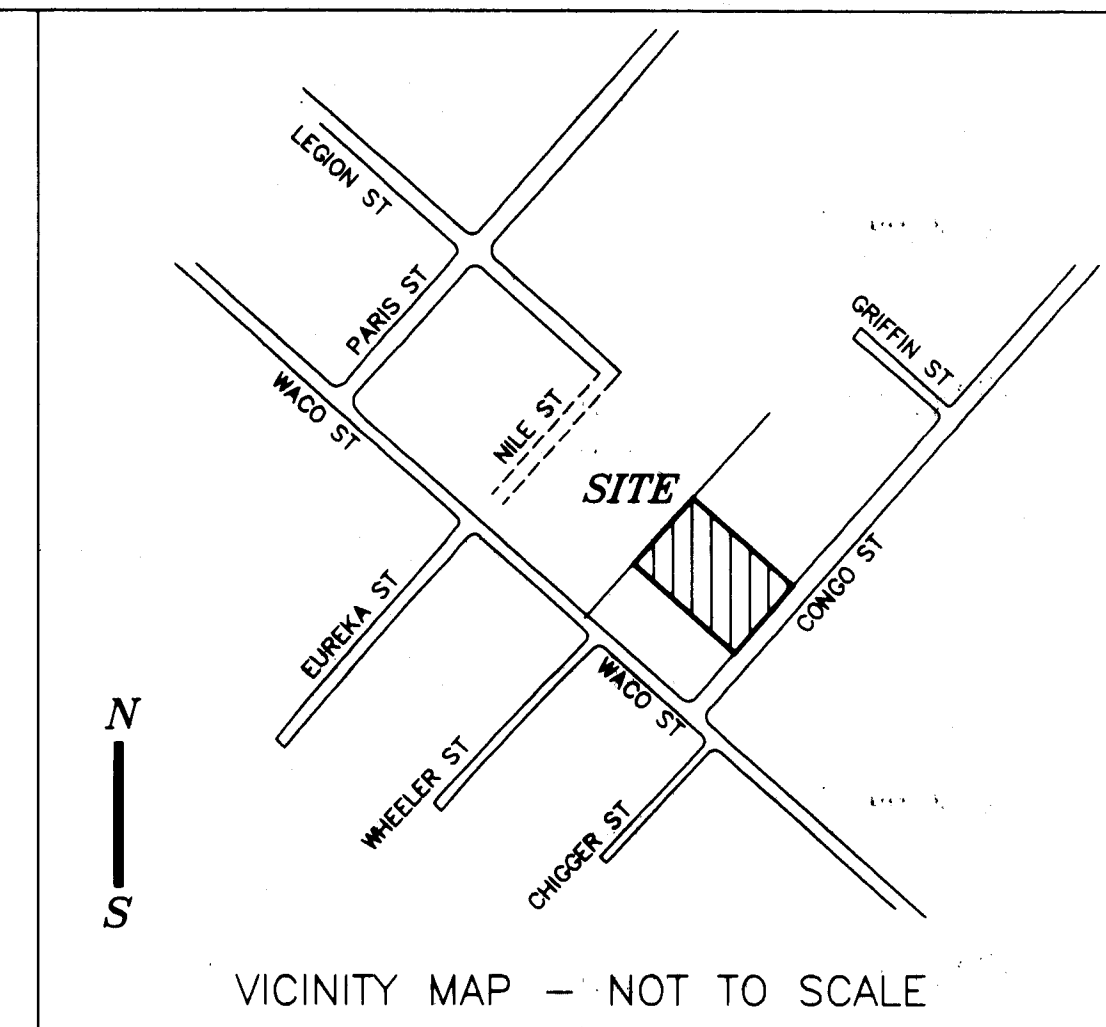 LEGION ST
PARIS ST
GRIFFIN ST
WACO ST
NILE ST
SITE
CONGO ST
EUREKA ST
WACO ST
N
WHEELER ST
CHIGGER ST
S
VICINITY MAP - NOT TO SCALE